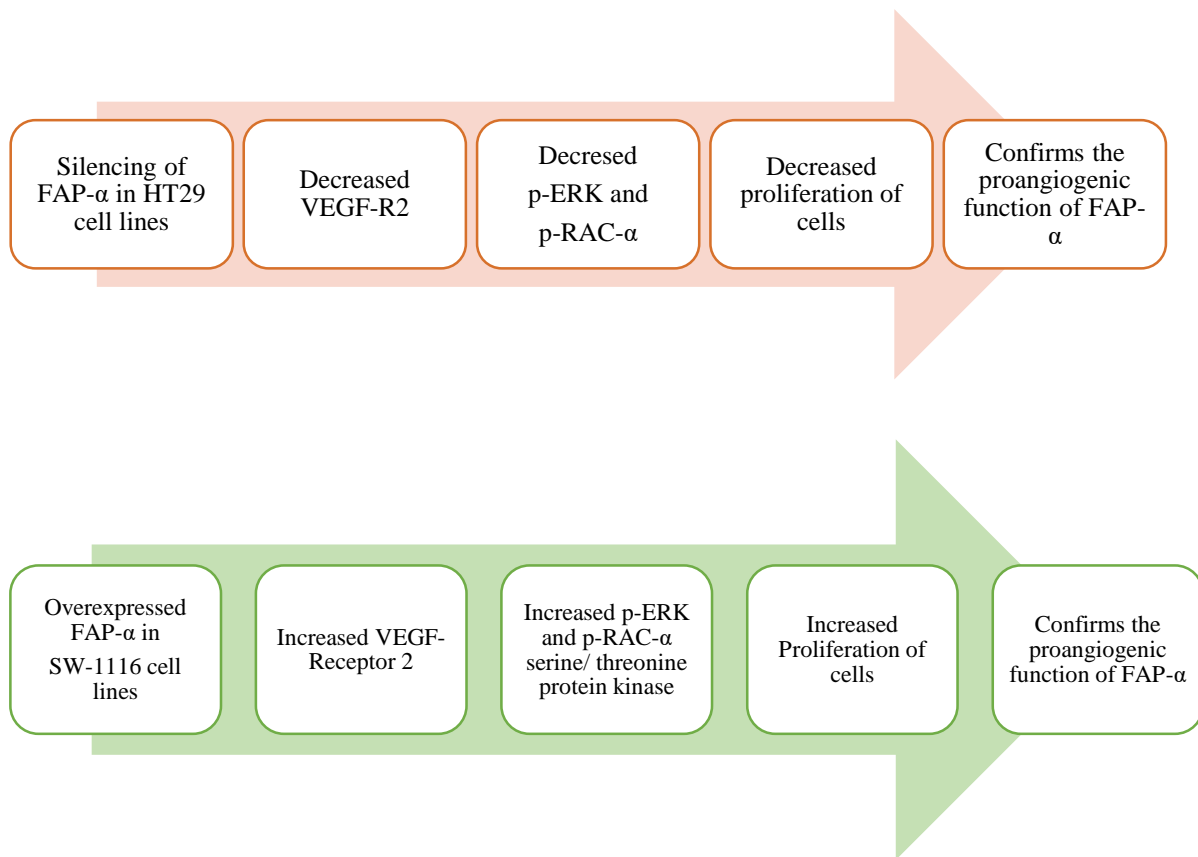 Silencing of
FAP-α in HT29
cell lines
Decreased
VEGF-R2
Decresed
p-ERK and
p-RAC-α
Decreased
proliferation of
cells
Confirms the
proangiogenic
function of FAP-
α
Overexpressed
FAP-α in
SW-1116 cell
lines
Increased VEGF-
Receptor 2
Increased p-ERK
and p-RAC-α
serine/ threonine
protein kinase
Increased
Proliferation of
cells
Confirms the
proangiogenic
function of FAP-α